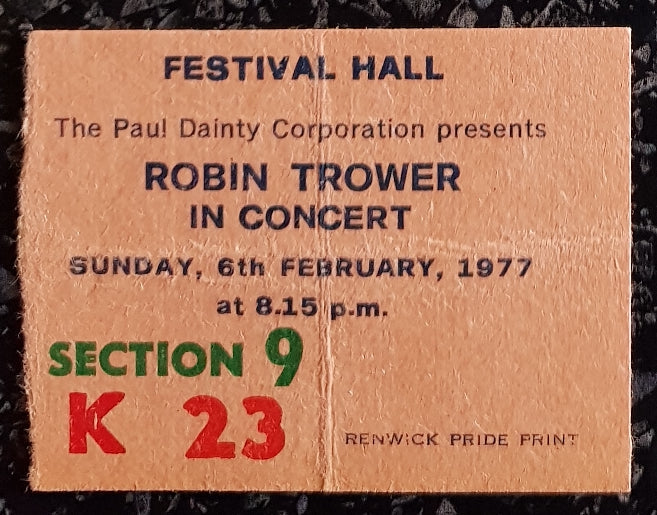 FESTIVAL HALL
The Paul Dainty Corporation presents
ROBIN TROWER
IN CONCERT
SUNDAY, 6th FEBRUARY, 1977
at 8.15 p.m.
SECTION 9
K 23
RENWICK PRIDE PRINT